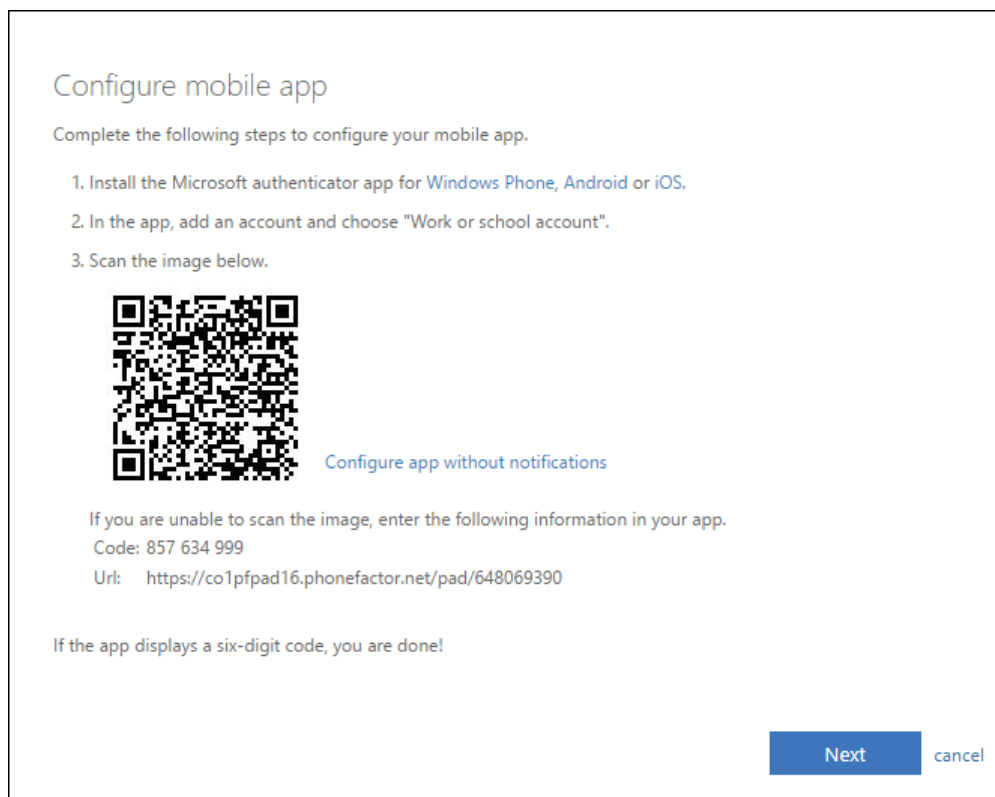 Configure mobile app
Complete the following steps to configure your mobile app.
1. Install the Microsoft authenticator app for Windows Phone, Android or iOS.
2. In the app, add an account and choose "Work or school account".
3. Scan the image below.
Configure app without notifications
If you are unable to scan the image, enter the following information in your app.
Code: 857 634 999
Url: https://co1pfpad16.phonefactor.net/pad/648069390
If the app displays a six-digit code, you are done!
Next cancel